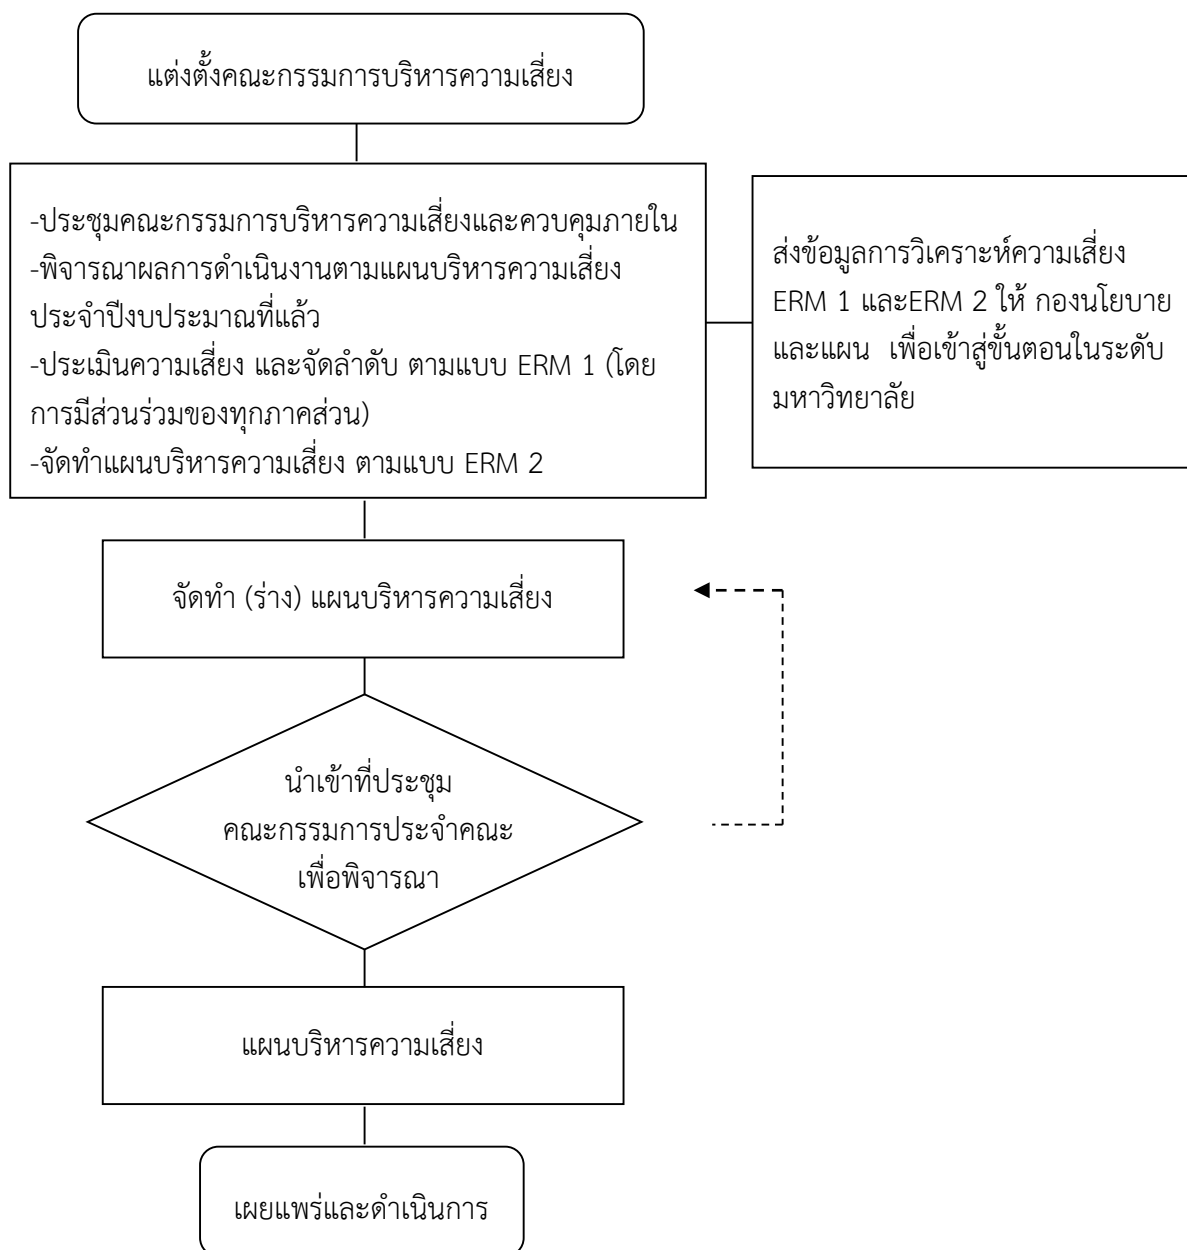 แต่งตั้งคณะกรรมการบริหารความเสี่ยง
-ประชุมคณะกรรมการบริหารความเสี่ยงและควบคุมภายใน
-พิจารณาผลการดำเนินงานตามแผนบริหารความเสี่ยง
ประจำปีงบประมาณที่แล้ว
-ประเมินความเสี่ยง และจัดลำดับ ตามแบบ ERM 1 (โดย
การมีส่วนร่วมของทุกภาคส่วน)
-จัดทำแผนบริหารความเสี่ยง ตามแบบ ERM 2
ส่งข้อมูลการวิเคราะห์ความเสี่ยง
ERM 1 และERM 2 ให้ กองนโยบาย
และแผน เพื่อเข้าสู่ขั้นตอนในระดับ
มหาวิทยาลัย
จัดทำ (ร่าง) แผนบริหารความเสี่ยง
นำเข้าที่ประชุม
คณะกรรมการประจำคณะ
เพื่อพิจารณา
แผนบริหารความเสี่ยง
เผยแพร่และดำเนินการ